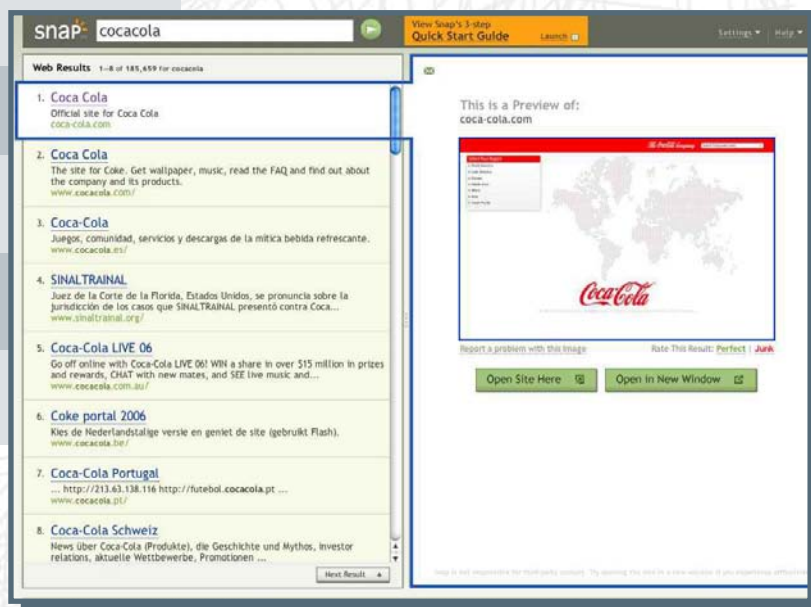 snap
cocacola
View Snap's 3-step
Quick Start Guide
Launch
Settings
Help
Web Results 1-8 of 185,659 for cocacola
1. Coca Cola
Official site for Coca Cola
coca-cola.com
2. Coca Cola
The site for Coke. Get wallpaper, music, read the FAQ and find out about
the company and its products.
www.cocacola.com/
3. Coca-Cola
Juegos, comunidad, servicios y descargas de la mítica bebida refrescante.
www.cocacola.es/
4. SINALTRAINAL
Juez de la Corte de la Florida, Estados Unidos, se pronuncia sobre la
jurisdicción de los casos que SINALTRAINAL presentó contra Coca...
www.sinaltrainal.org/
5. Coca-Cola LIVE 06
Go off online with Coca-Cola LIVE 06! WIN a share in over $15 million in prizes
and rewards, CHAT with new mates, and SEE live music and...
www.cocacola.com.au/
6. Coke portal 2006
Kies de Nederlandstalige versie en geniet de site (gebruikt Flash).
www.cocacola.be/
7. Coca-Cola Portugal
... http://213.63.138.116 http://futebol.cocacola.pt ...
www.cocacola.pt/
8. Coca-Cola Schweiz
News über Coca-Cola (Produkte), die Geschichte und Mythos, investor
relations, aktuelle Wettbewerbe, Promotionen ...
Next Result
This is a Preview of:
coca-cola.com
The Coca-Cola Company
Coca-Cola
Report a problem with this image
Rate This Result: Perfect | Junk
Open Site Here
Open in New Window